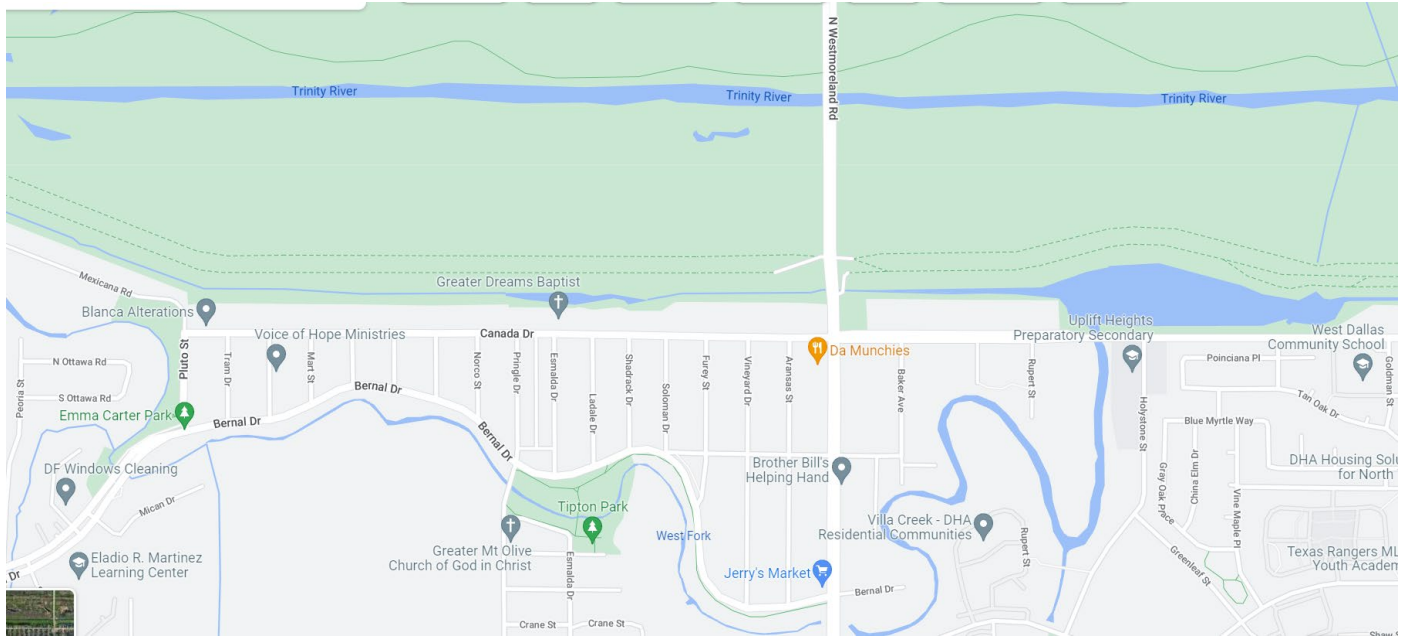 N Westmoreland Rd
Trinity River
Trinity River
Trinity River
Mexicana Rd
Blanca Alterations
Greater Dreams Baptist
Voice of Hope Ministries
Canada Dr
Da Munchies
Uplift Heights
Preparatory Secondary
West Dallas
Community School
N Ottawa Rd
S Ottawa Rd
Peoria St
Pluto St
Tram Dr
Mart St
Norco St
Pringle Dr
Esmalda Dr
Ladale Dr
Shadrack Dr
Soloman Dr
Furey St
Vineyard Dr
Aransas St
Baker Ave
Rupert St
Holystone St
Poinciana Pl
Goldman St
Tan Oak Dr
Blue Myrtle Way
Emma Carter Park
Bernal Dr
Bernal Dr
Bernal Dr
DF Windows Cleaning
Mican Dr
Brother Bill's
Helping Hand
DHA Housing Solu
for North
Gray Oak Place
China Elm Dr
Vine Maple Pl
Tipton Park
West Fork
Villa Creek - DHA
Residential Communities
Rupert St
Greater Mt Olive
Church of God in Christ
Esmalda Dr
Eladio R. Martinez
Learning Center
Dr
Jerry's Market
Bernal Dr
Greenleaf St
Texas Rangers ML
Youth Academ
Crane St
Crane St